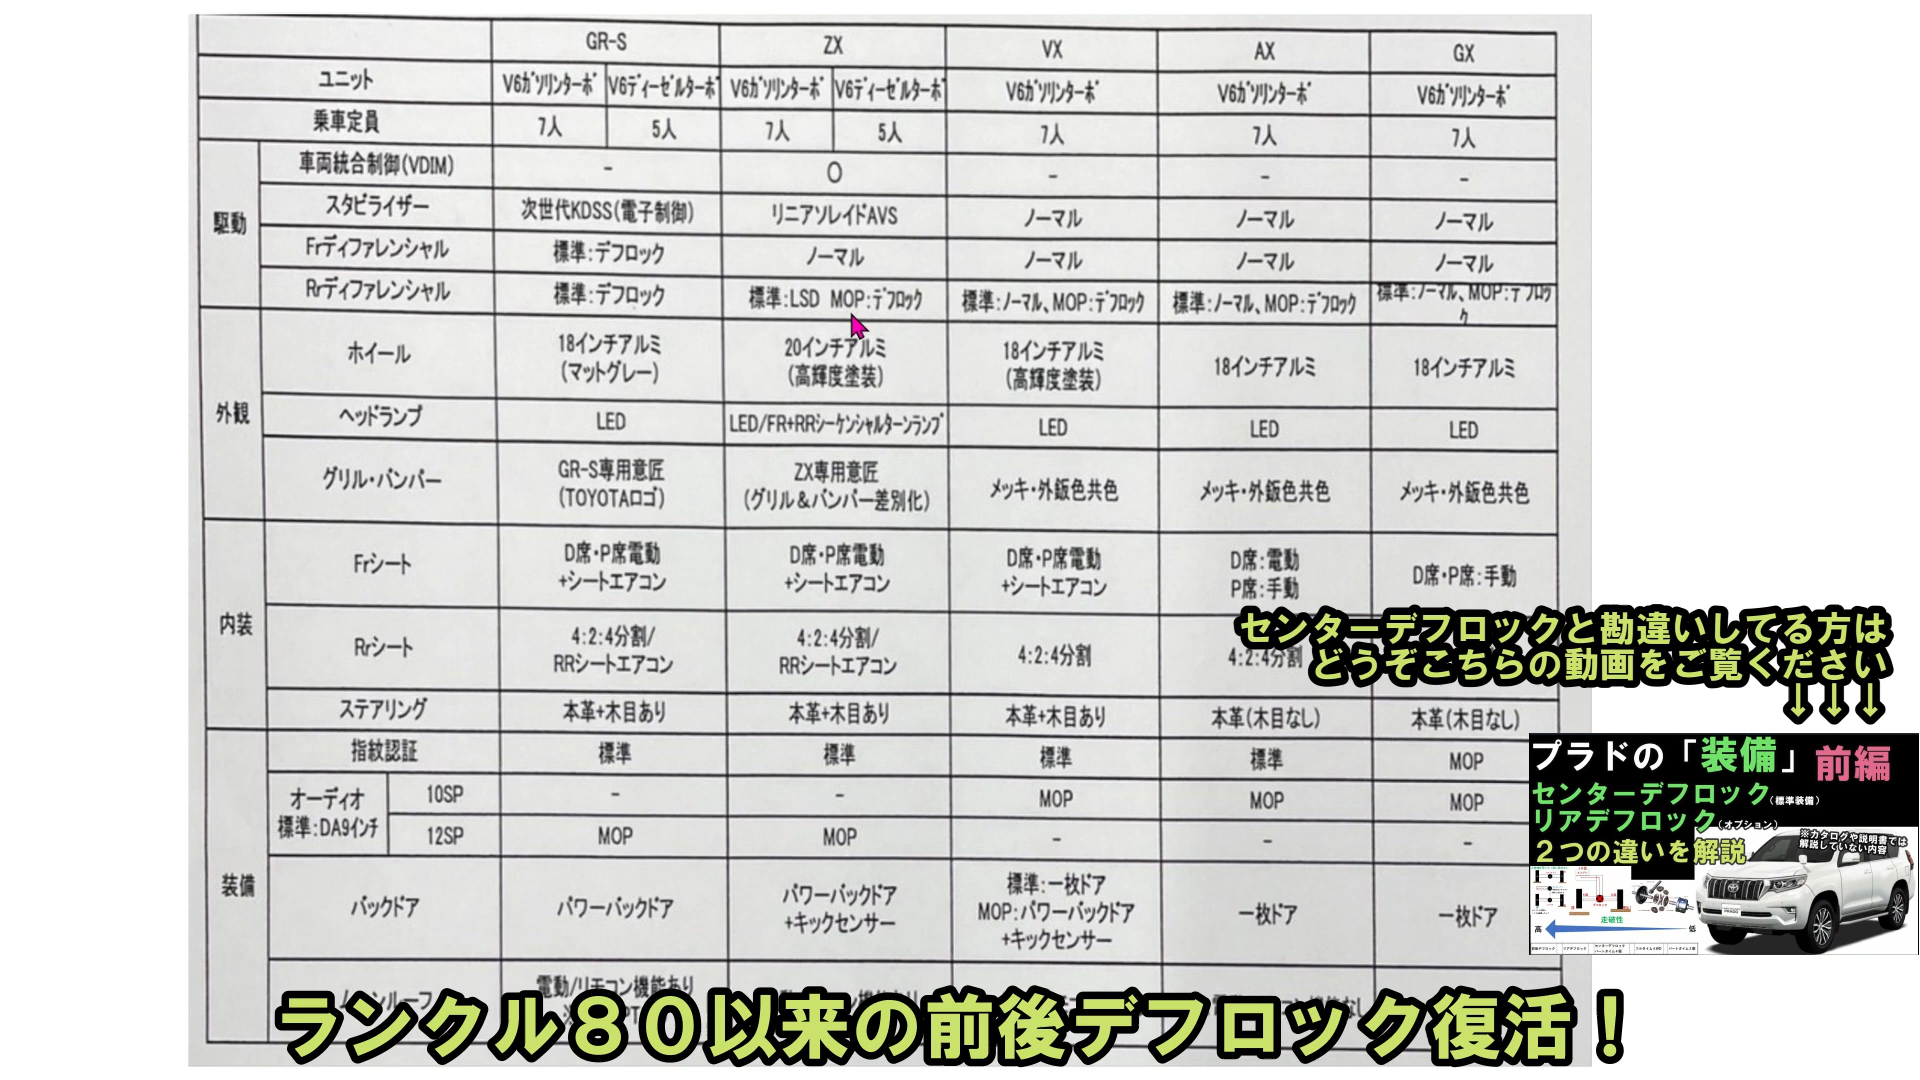 GR-S ZX VX AX GX
ユニット V6ガソリンターボ V6ディーゼルターボ V6ガソリンターボ V6ディーゼルターボ V6ガソリンターボ V6ガソリンターボ V6ガソリンターボ
乗車定員 7人 5人 7人 5人 7人 7人 7人
駆動
車両統合制御(VDIM) - ○ - - -
スタビライザー 次世代KDSS(電子制御) リニアソレイドAVS ノーマル ノーマル ノーマル
Frディファレンシャル 標準:デフロック ノーマル ノーマル ノーマル ノーマル
Rrディファレンシャル 標準:デフロック 標準:LSD MOP:デフロック 標準:ノーマル、MOP:デフロック 標準:ノーマル、MOP:デフロック 標準:ノーマル、MOP:デフロッ
ク
外観
ホイール 18インチアルミ 20インチアルミ 18インチアルミ 18インチアルミ 18インチアルミ
(マットグレー) (高輝度塗装) (高輝度塗装)
ヘッドランプ LED LED/FR+RRシーケンシャルターンランプ LED LED LED
グリル・バンパー GR-S専用意匠 ZX専用意匠 メッキ・外鈑色共色 メッキ・外鈑色共色 メッキ・外鈑色共色
(TOYOTAロゴ) (グリル&バンパー差別化)
内装
Frシート D席・P席電動 D席・P席電動 D席・P席電動 D席:電動 D席・P席:手動
+シートエアコン +シートエアコン +シートエアコン P席:手動
Rrシート 4:2:4分割/ 4:2:4分割/ 4:2:4分割 4:2:4分割
RRシートエアコン RRシートエアコン
ステアリング 本革+木目あり 本革+木目あり 本革+木目あり 本革(木目なし) 本革(木目なし)
装備
指紋認証 標準 標準 標準 標準 MOP
オーディオ
標準:DA9インチ
10SP - - MOP MOP MOP
12SP MOP MOP - - -
バックドア パワーバックドア パワーバックドア 標準:一枚ドア 一枚ドア 一枚ドア
+キックセンサー MOP:パワーバックドア
+キックセンサー
電動/リモコン機能あり
センターデフロックと勘違いしてる方は
どうぞこちらの動画をご覧ください
↓↓↓
プラドの「装備」前編
センターデフロック(標準装備)
リアデフロック(オプション)
2つの違いを解説
※カタログや説明書では
解説していない内容
走破性
高 低
ランクル80以来の前後デフロック復活!